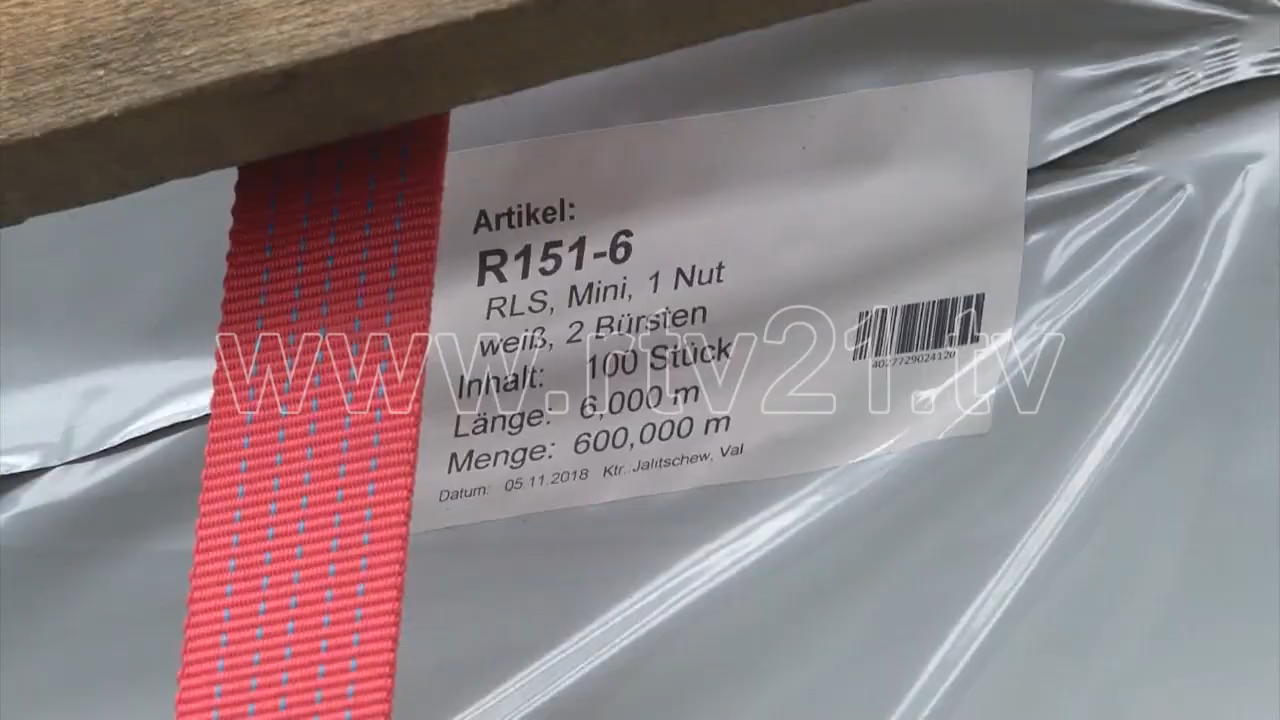 Artikel:
R151-6
RLS, Mini, 1 Nut
weiß, 2 Bürsten
Inhalt: 100 Stück
Länge: 6,000 m
Menge: 600,000 m
Datum: 05.11.2018 Ktr.:Jalitschew, Val
4027729024120
www.rtv21.tv